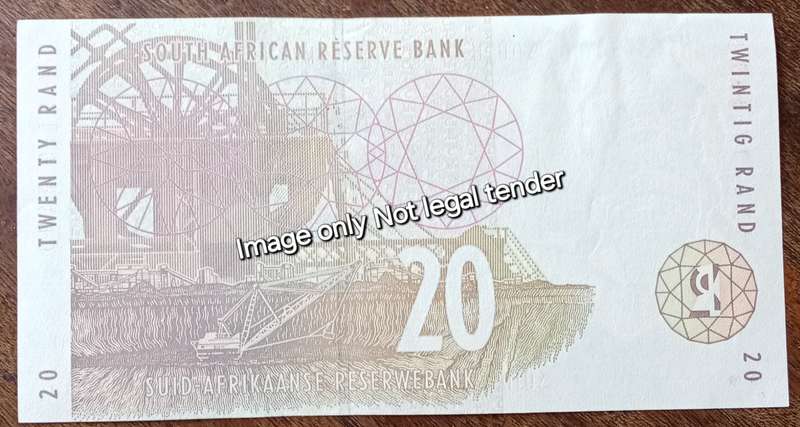 SOUTH AFRICAN RESERVE BANK
TWENTY RAND
TWINTIG RAND
Image only Not legal tender
20
SUID-AFRIKAANSE RESERWEBANK
20
20